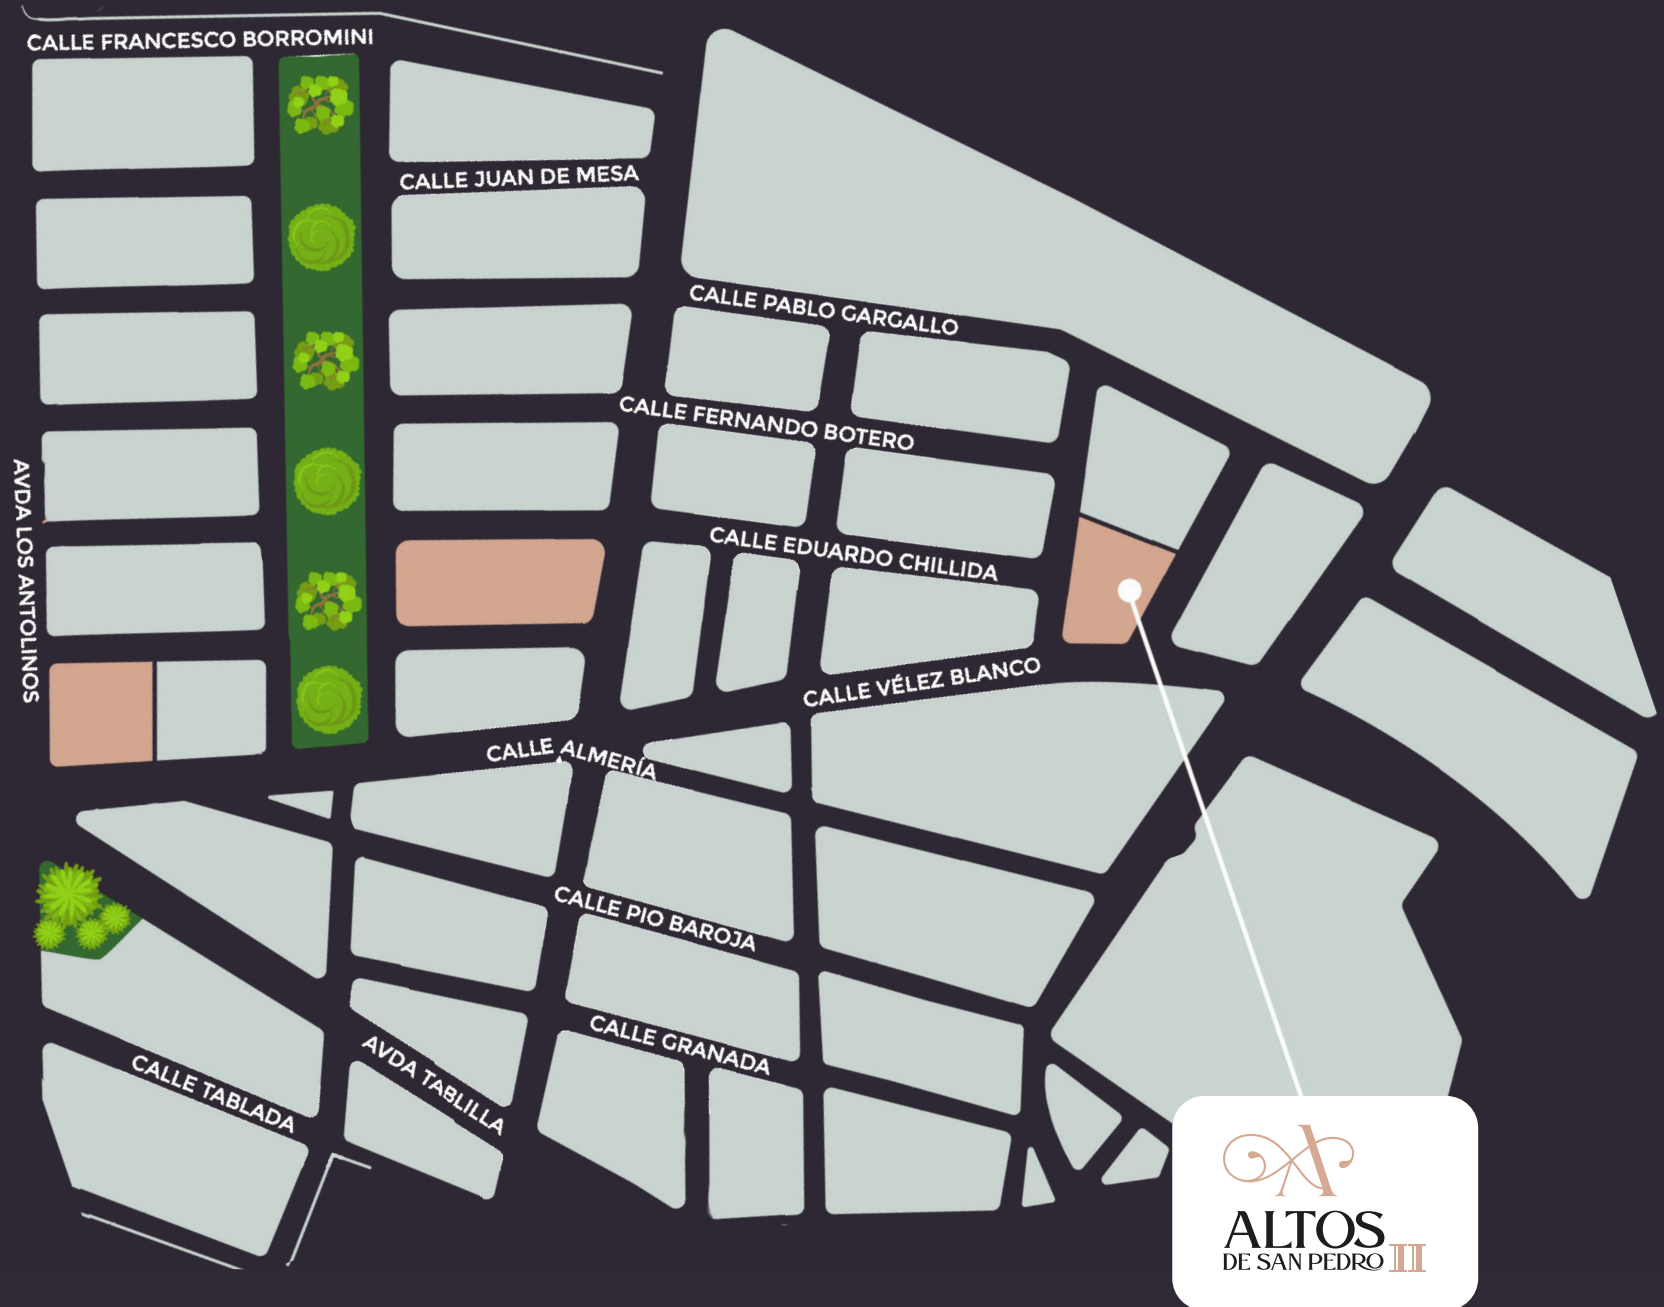 CALLE FRANCESCO BORROMINI
CALLE JUAN DE MESA
CALLE PABLO GARGALLO
CALLE FERNANDO BOTERO
AVDA LOS ANTOLINOS
CALLE EDUARDO CHILLIDA
CALLE VÉLEZ BLANCO
CALLE ALMERÍA
CALLE PIO BAROJA
CALLE GRANADA
AVDA TABLILLA
CALLE TABLADA
A
ALTOS
DE SAN PEDRO II